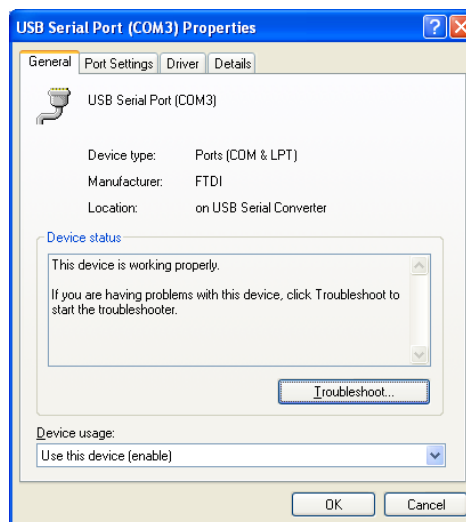 USB Serial Port (COM3) Properties
General Port Settings Driver Details
USB Serial Port (COM3)
Device type: Ports (COM & LPT)
Manufacturer: FTDI
Location: on USB Serial Converter
Device status
This device is working properly.
If you are having problems with this device, click Troubleshoot to
start the troubleshooter.
Troubleshoot...
Device usage:
Use this device (enable)
OK Cancel